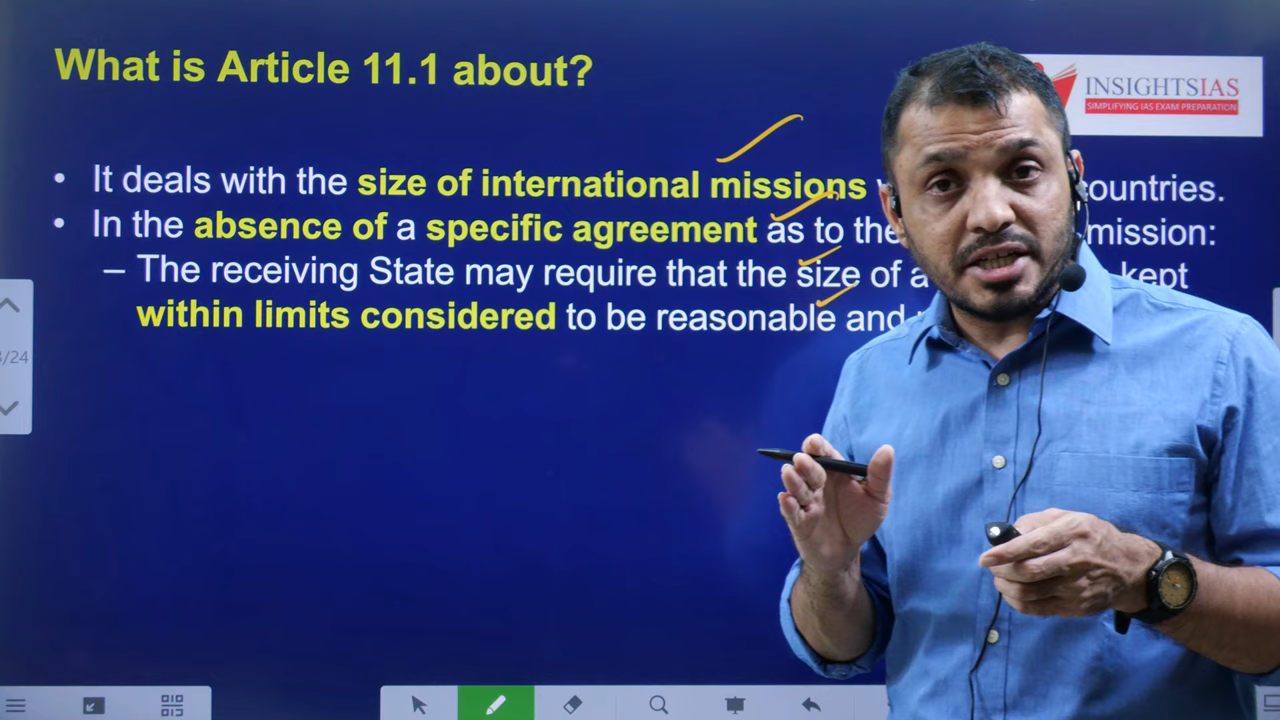 What is Article 11.1 about?
INSIGHTSIAS
SIMPLIFYING IAS EXAM PREPARATION
• It deals with the size of international missions countries.
• In the absence of a specific agreement as to the mission:
– The receiving State may require that the size of a kept
within limits considered to be reasonable and
/24